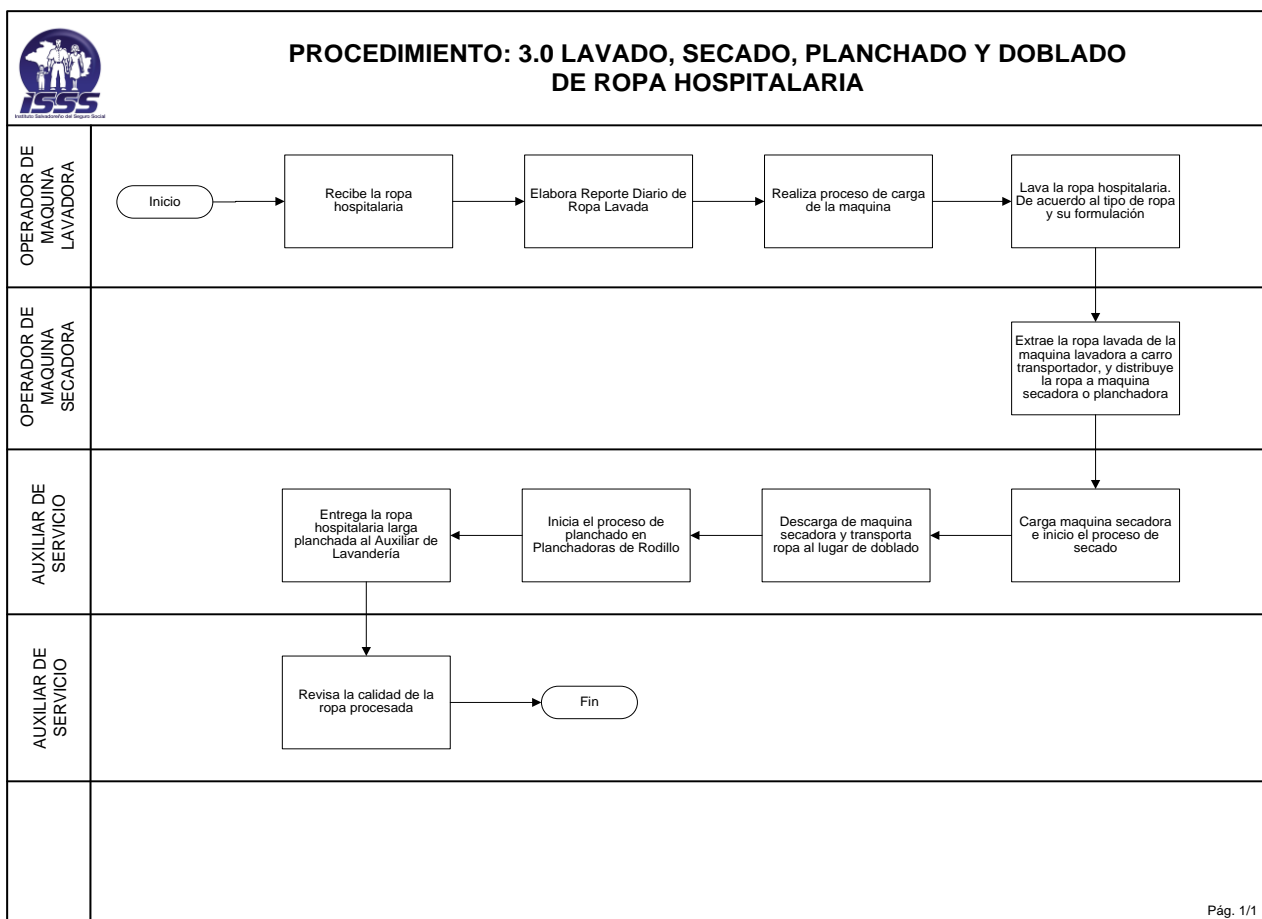 PROCEDIMIENTO: 3.0 LAVADO, SECADO, PLANCHADO Y DOBLADO
DE ROPA HOSPITALARIA
ISSS
Instituto Salvadoreño del Seguro Social
OPERADOR DE
MAQUINA
LAVADORA
Inicio
Recibe la ropa
hospitalaria
Elabora Reporte Diario de
Ropa Lavada
Realiza proceso de carga
de la maquina
Lava la ropa hospitalaria.
De acuerdo al tipo de ropa
y su formulación
OPERADOR DE
MAQUINA
SECADORA
Extrae la ropa lavada de la
maquina lavadora a carro
transportador, y distribuye
la ropa a maquina
secadora o planchadora
AUXILIAR DE
SERVICIO
Entrega la ropa
hospitalaria larga
planchada al Auxiliar de
Lavandería
Inicia el proceso de
planchado en
Planchadoras de Rodillo
Descarga de maquina
secadora y transporta
ropa al lugar de doblado
Carga maquina secadora
e inicio el proceso de
secado
AUXILIAR DE
SERVICIO
Revisa la calidad de la
ropa procesada
Fin
Pág. 1/1